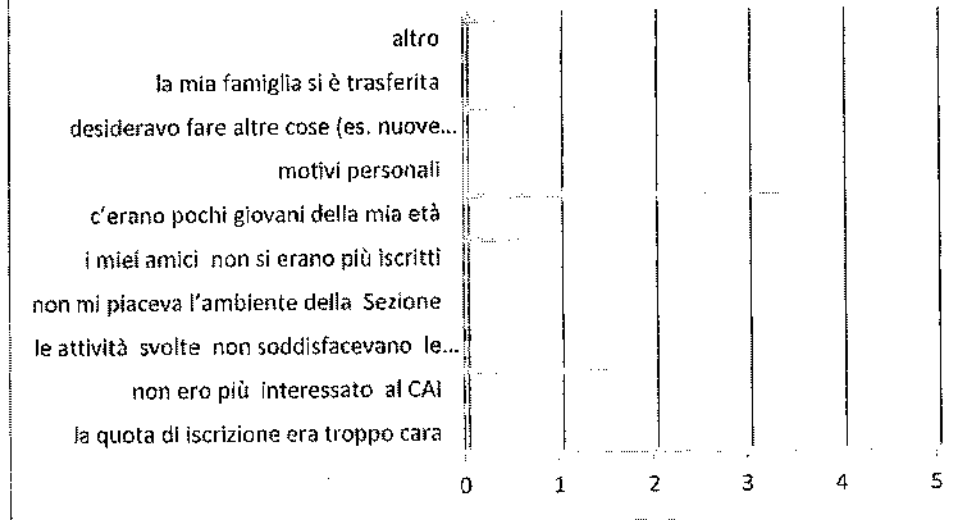 altro
la mia famiglia si è trasferita
desideravo fare altre cose (es. nuove...
motivi personali
c'erano pochi giovani della mia età
i miei amici non si erano più iscritti
non mi piaceva l'ambiente della Sezione
le attività svolte non soddisfacevano le...
non ero più interessato al CAI
la quota di iscrizione era troppo cara
0 1 2 3 4 5